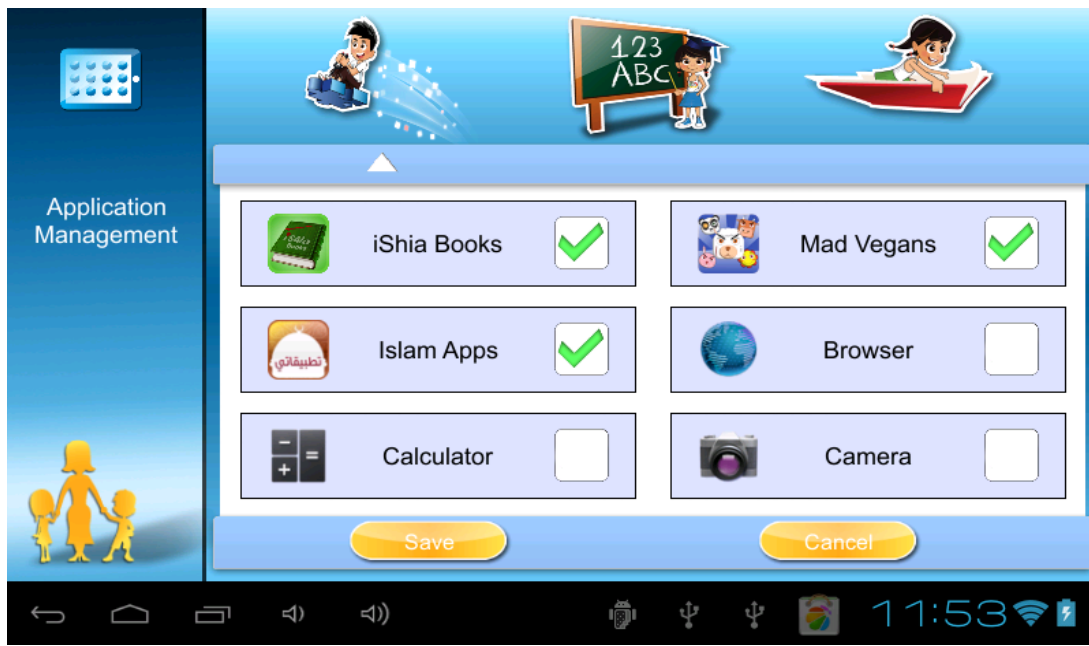 123
ABC
Application
Management
iShia Books
Mad Vegans
تطبيقاتي
Islam Apps
Browser
Calculator
Camera
Save
Cancel
11:53